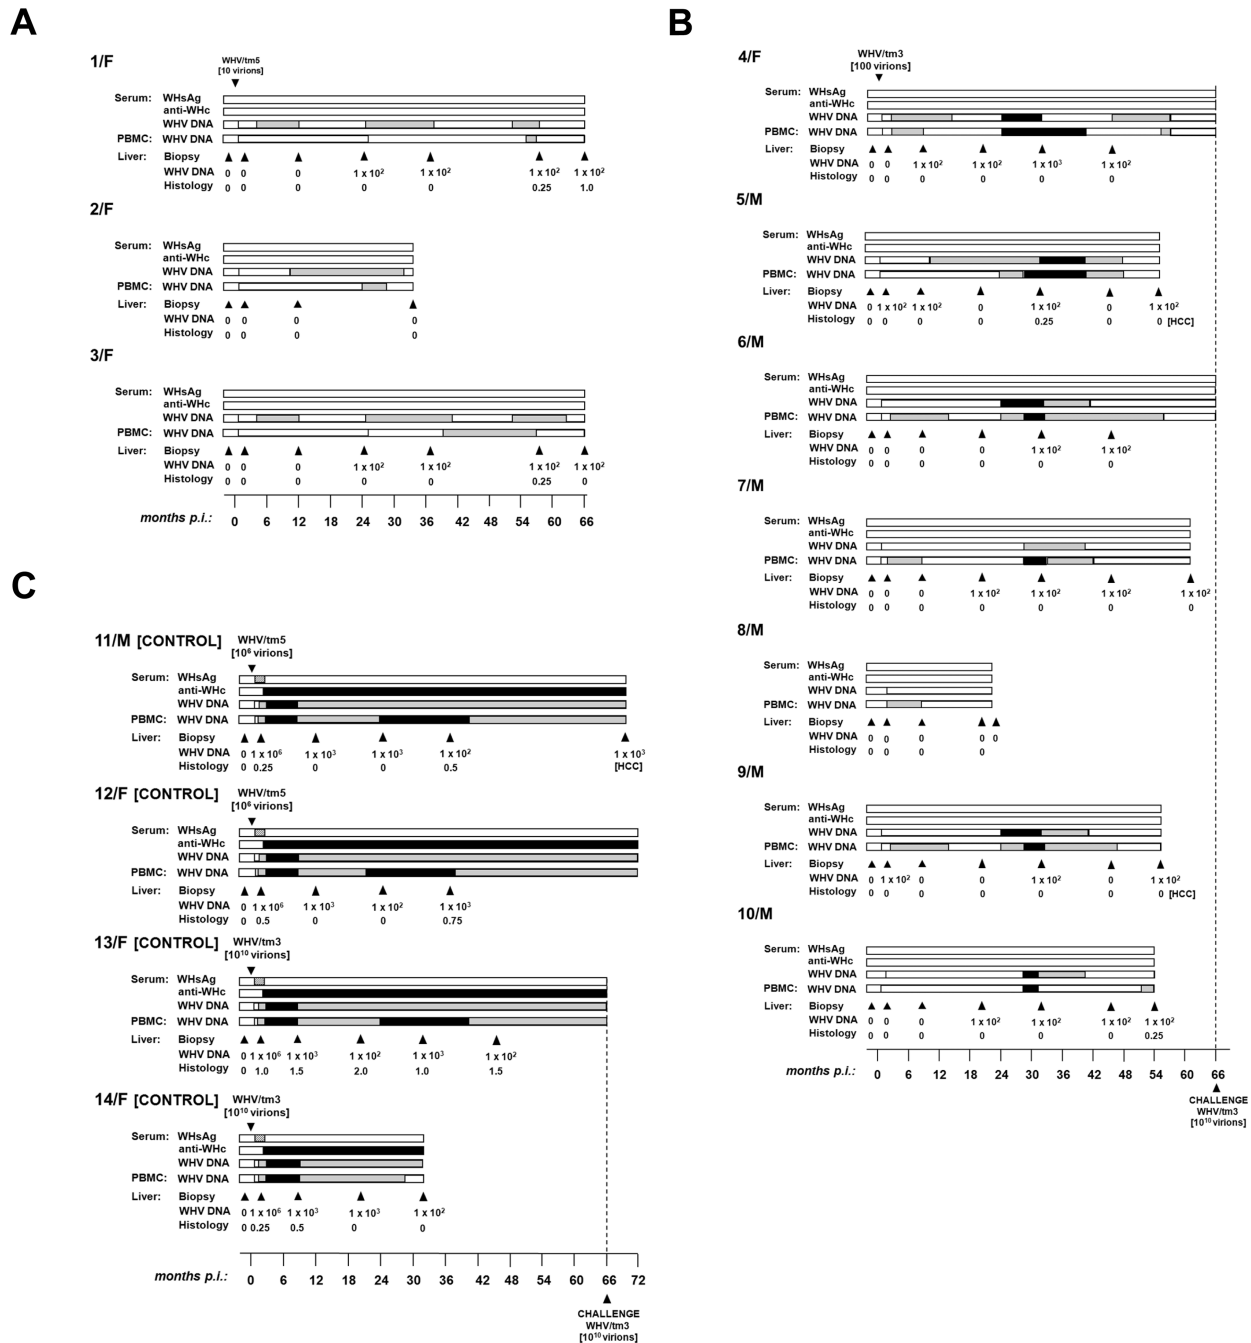 A
1/F
WHV/tm5
[10 virions]
Serum: WHsAg
anti-WHc
WHV DNA
PBMC: WHV DNA
Liver: Biopsy
WHV DNA 0 0 0 1 x 10² 1 x 10² 1 x 10² 1 x 10²
Histology 0 0 0 0 0 0.25 1.0
2/F
Serum: WHsAg
anti-WHc
WHV DNA
PBMC: WHV DNA
Liver: Biopsy
WHV DNA 0 0 0 0
Histology 0 0 0 0
3/F
Serum: WHsAg
anti-WHc
WHV DNA
PBMC: WHV DNA
Liver: Biopsy
WHV DNA 0 0 0 1 x 10² 1 x 10² 1 x 10² 1 x 10²
Histology 0 0 0 0 0 0.25 0
months p.i.: 0 6 12 24 30 36 42 48 54 60 66
B
4/F
WHV/tm3
[100 virions]
Serum: WHsAg
anti-WHc
WHV DNA
PBMC: WHV DNA
Liver: Biopsy
WHV DNA 0 0 1 x 10² 1 x 10² 1 x 10³ 1 x 10²
Histology 0 0 0 0 0 0
5/M
Serum: WHsAg
anti-WHc
WHV DNA
PBMC: WHV DNA
Liver: Biopsy
WHV DNA 0 1 x 10² 1 x 10² 0 1 x 10² 0 1 x 10²
Histology 0 0 0 0 0.25 0 0 [HCC]
6/M
Serum: WHsAg
anti-WHc
WHV DNA
PBMC: WHV DNA
Liver: Biopsy
WHV DNA 0 0 0 0 1 x 10² 1 x 10²
Histology 0 0 0 0 0 0
7/M
Serum: WHsAg
anti-WHc
WHV DNA
PBMC: WHV DNA
Liver: Biopsy
WHV DNA 0 0 0 1 x 10² 1 x 10² 1 x 10² 1 x 10²
Histology 0 0 0 0 0 0 0
8/M
Serum: WHsAg
anti-WHc
WHV DNA
PBMC: WHV DNA
Liver: Biopsy
WHV DNA 0 0 0 0 0
Histology 0 0 0 0
9/M
Serum: WHsAg
anti-WHc
WHV DNA
PBMC: WHV DNA
Liver: Biopsy
WHV DNA 0 1 x 10² 0 0 1 x 10² 0 1 x 10²
Histology 0 0 0 0 0 0 0 [HCC]
10/M
Serum: WHsAg
anti-WHc
WHV DNA
PBMC: WHV DNA
Liver: Biopsy
WHV DNA 0 0 0 1 x 10² 1 x 10² 1 x 10² 1 x 10²
Histology 0 0 0 0 0 0 0.25
months p.i.: 0 6 12 24 30 36 42 48 54 60 66
CHALLENGE
WHV/tm3
[10¹⁰ virions]
C
11/M [CONTROL]
WHV/tm5
[10⁶ virions]
Serum: WHsAg
anti-WHc
WHV DNA
PBMC: WHV DNA
Liver: Biopsy
WHV DNA 0 1 x 10⁶ 1 x 10³ 1 x 10³ 1 x 10² 1 x 10³
Histology 0 0.25 0 0 0.5 [HCC]
12/F [CONTROL]
WHV/tm5
[10⁶ virions]
Serum: WHsAg
anti-WHc
WHV DNA
PBMC: WHV DNA
Liver: Biopsy
WHV DNA 0 1 x 10⁶ 1 x 10³ 1 x 10² 1 x 10³
Histology 0 0.5 0 0 0.75
13/F [CONTROL]
WHV/tm3
[10¹⁰ virions]
Serum: WHsAg
anti-WHc
WHV DNA
PBMC: WHV DNA
Liver: Biopsy
WHV DNA 0 1 x 10⁶ 1 x 10³ 1 x 10² 1 x 10³ 1 x 10²
Histology 0 1.0 1.5 2.0 1.0 1.5
14/F [CONTROL]
WHV/tm3
[10¹⁰ virions]
Serum: WHsAg
anti-WHc
WHV DNA
PBMC: WHV DNA
Liver: Biopsy
WHV DNA 0 1 x 10⁶ 1 x 10³ 1 x 10³ 1 x 10²
Histology 0 0.25 0.5 0 0
months p.i.: 0 6 12 18 24 30 36 42 48 54 60 66 72
CHALLENGE
WHV/tm3
[10¹⁰ virions]